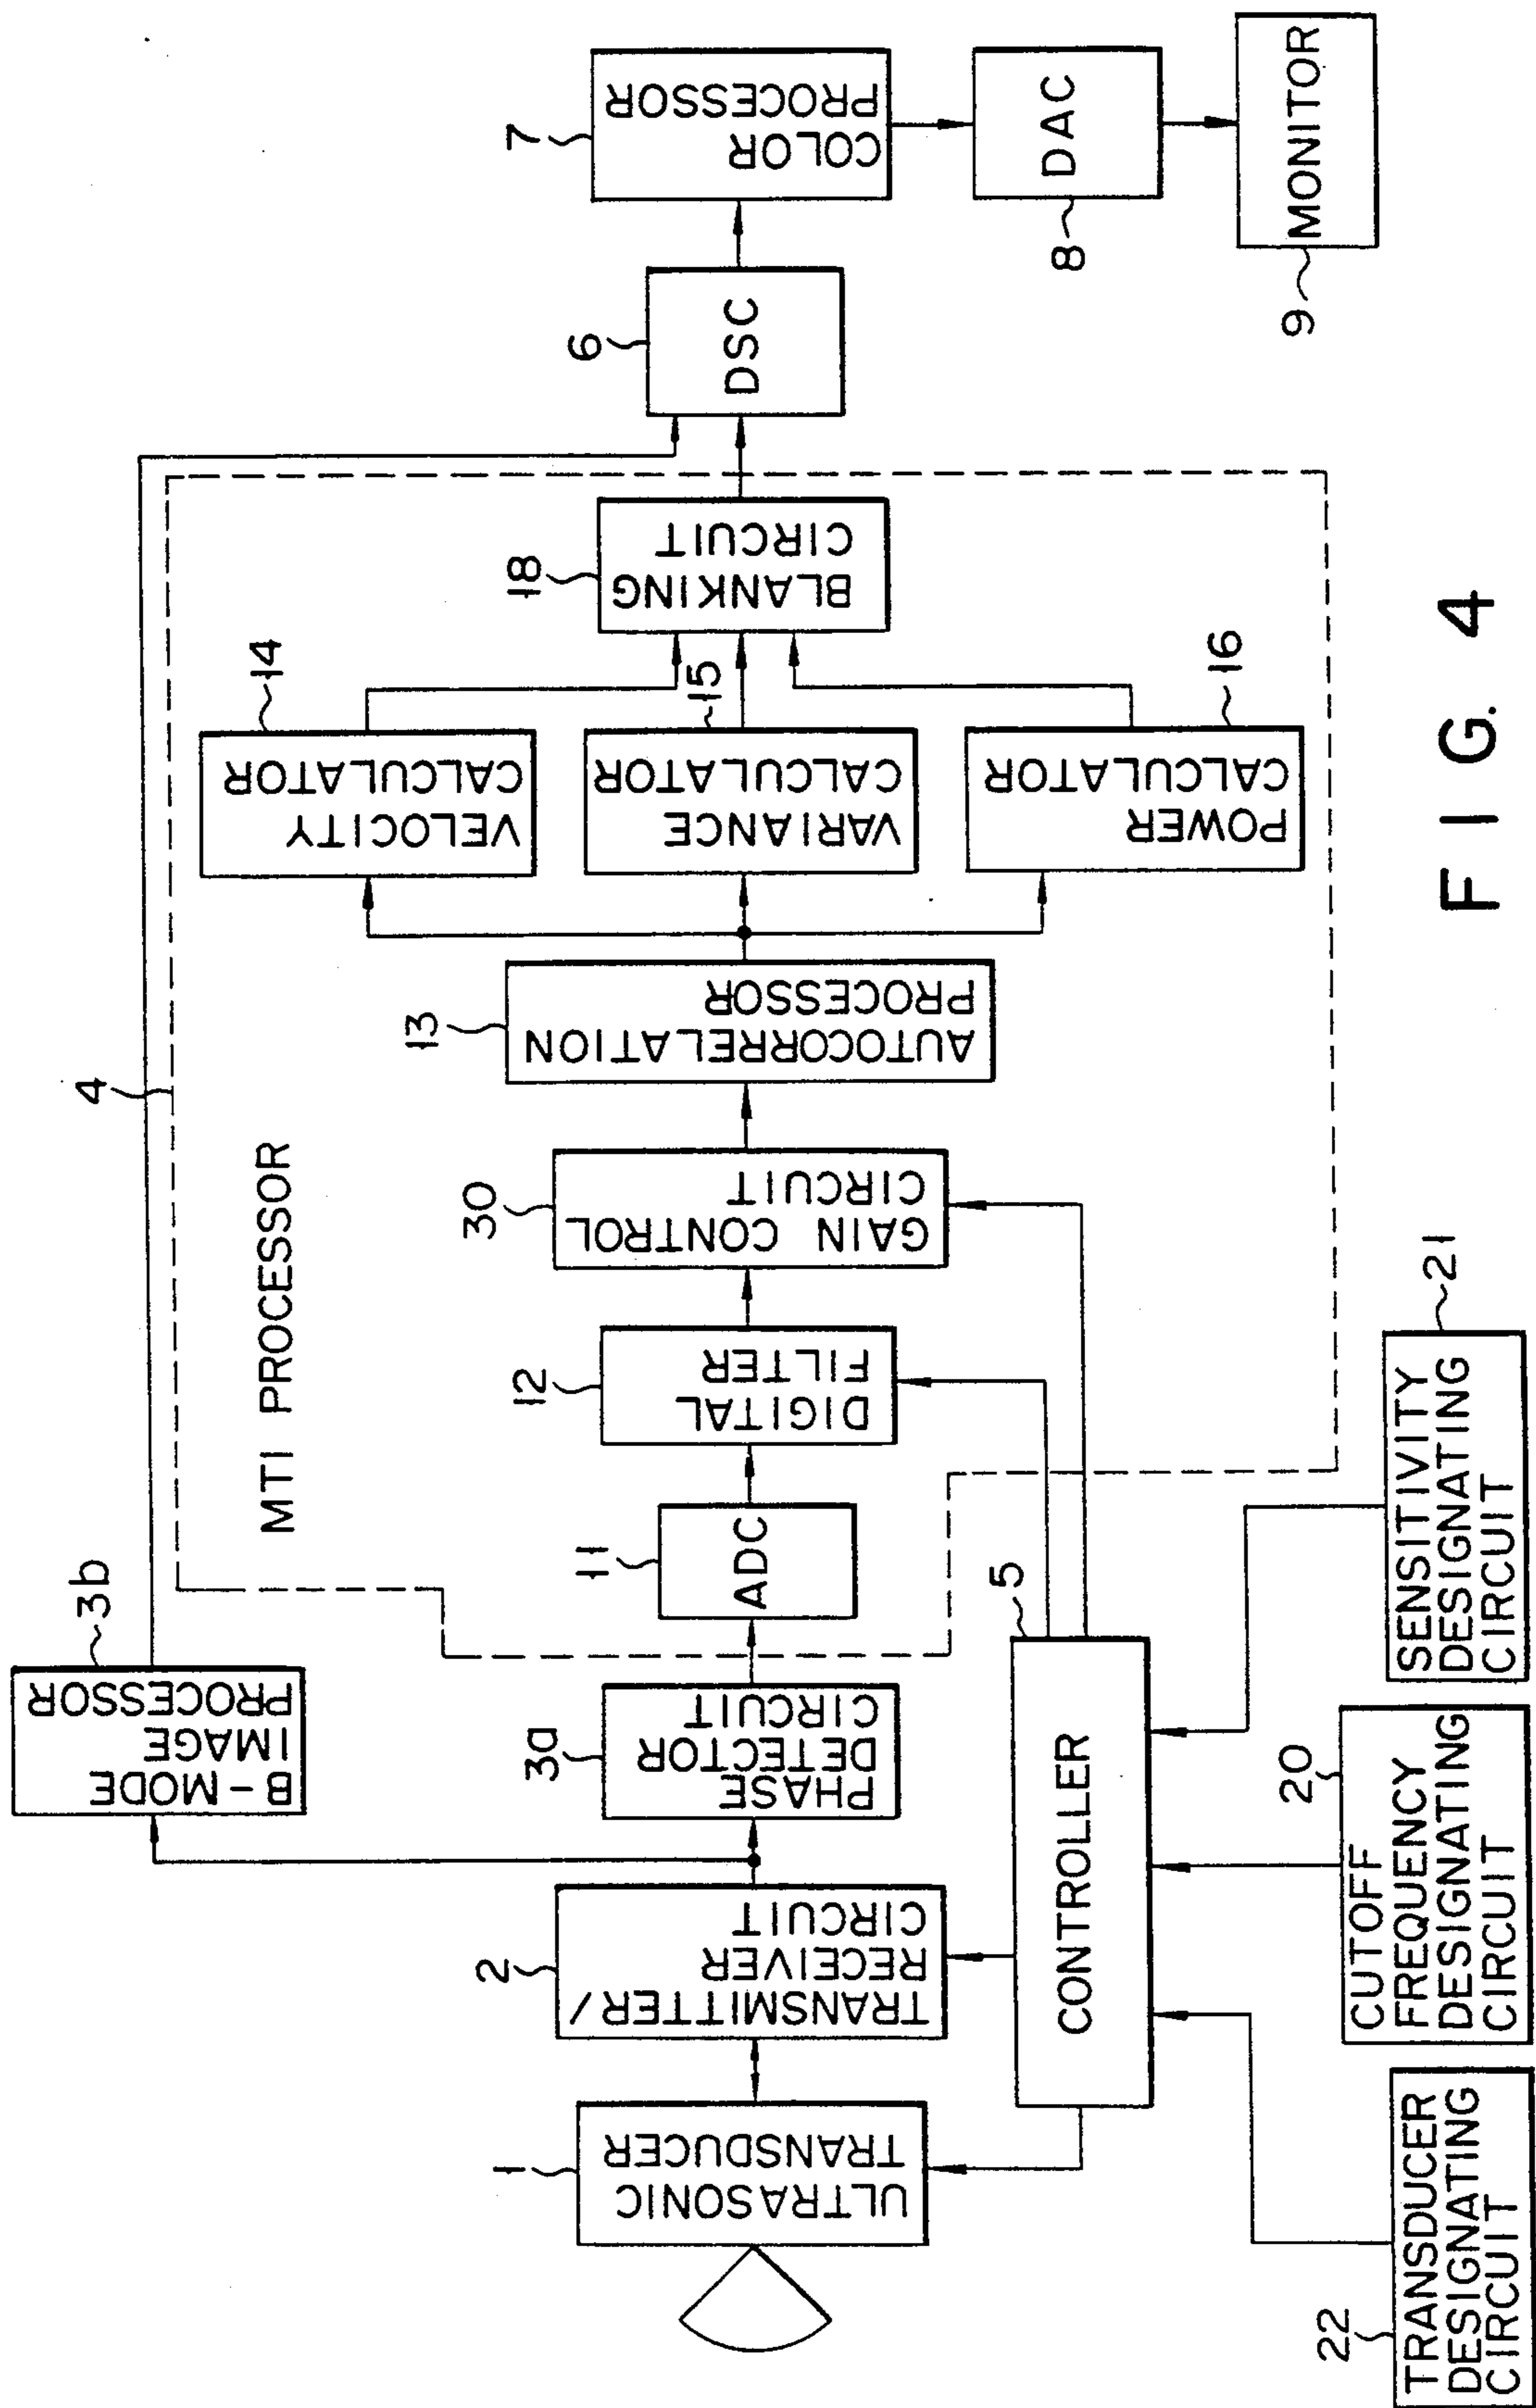 3b
B-MODE
IMAGE
PROCESSOR
4
MTI PROCESSOR
1
ULTRASONIC
TRANSDUCER
2
TRANSMITTER/
RECEIVER
CIRCUIT
3a
PHASE
DETECTOR
CIRCUIT
11
ADC
12
DIGITAL
FILTER
30
GAIN CONTROL
CIRCUIT
13
AUTOCORRELATION
PROCESSOR
14
VELOCITY
CALCULATOR
15
VARIANCE
CALCULATOR
16
POWER
CALCULATOR
18
BLANKING
CIRCUIT
6
DSC
7
COLOR
PROCESSOR
DAC
8
MONITOR
9
5
CONTROLLER
22
TRANSDUCER
DESIGNATING
CIRCUIT
20
CUTOFF
FREQUENCY
DESIGNATING
CIRCUIT
21
SENSITIVITY
DESIGNATING
CIRCUIT
FIG. 4